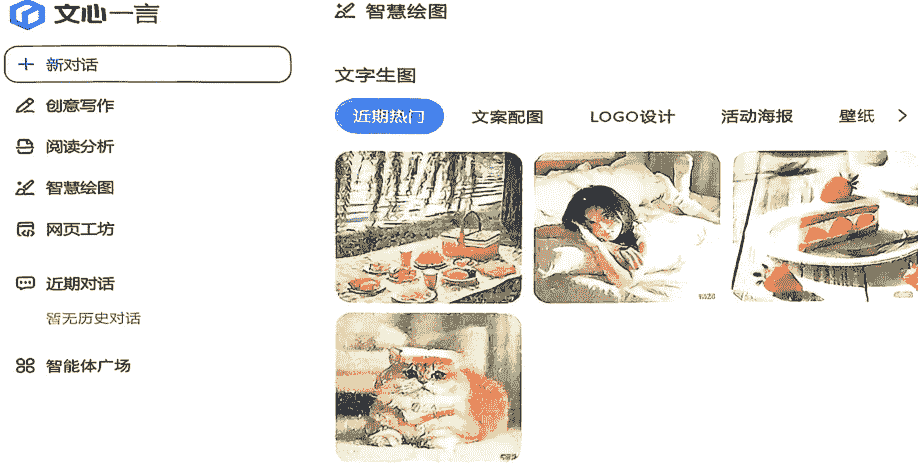 文心一言
新对话
创意写作
阅读分析
智慧绘图
网页工坊
近期对话
暂无历史对话
智能体广场
智慧绘图
文字生图
近期热门 文案配图 LOGO设计 活动海报 壁纸